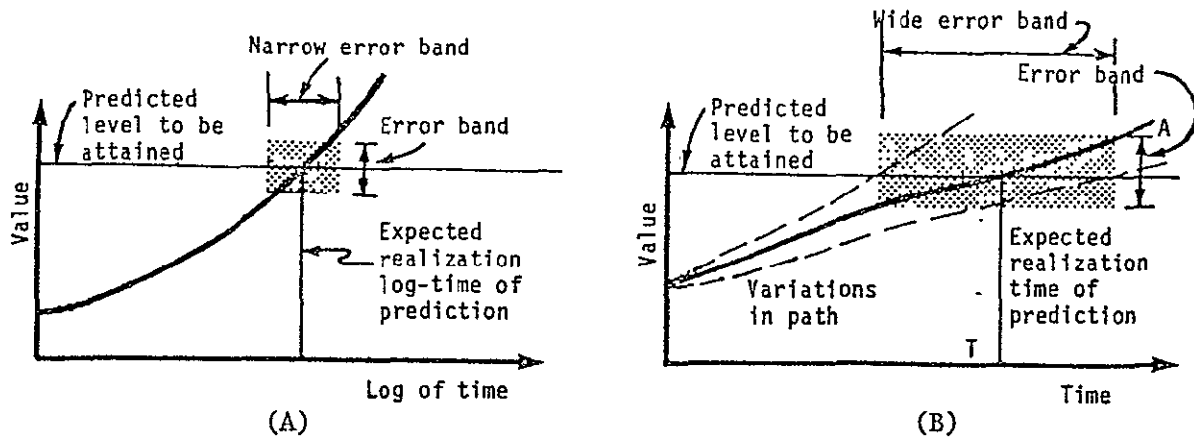 Narrow error band
Predicted
level to be
attained
Error band
Value
Expected
realization
log-time of
prediction
Log of time
(A)
Wide error band
Error band
Predicted
level to be
attained
A
Value
Variations
in path
Expected
realization
time of
prediction
T
Time
(B)